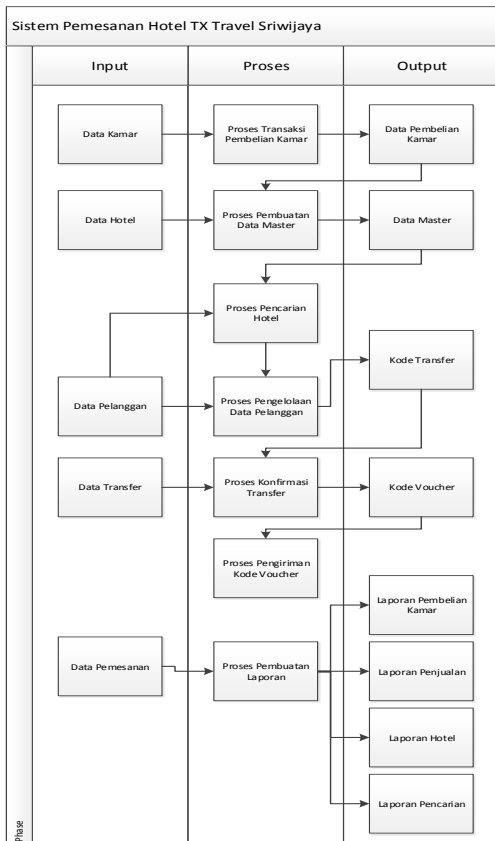 Sistem Pemesanan Hotel TX Travel Sriwijaya
Input
Proses
Output
Data Kamar
Proses Transaksi
Pembelian Kamar
Data Pembelian
Kamar
Data Hotel
Proses Pembuatan
Data Master
Data Master
Proses Pencarian
Hotel
Kode Transfer
Data Pelanggan
Proses Pengelolaan
Data Pelanggan
Data Transfer
Proses Konfirmasi
Transfer
Kode Voucher
Proses Pengiriman
Kode Voucher
Laporan Pembelian
Kamar
Data Pemesanan
Proses Pembuatan
Laporan
Laporan Penjualan
Laporan Hotel
Laporan Pencarian
Phase